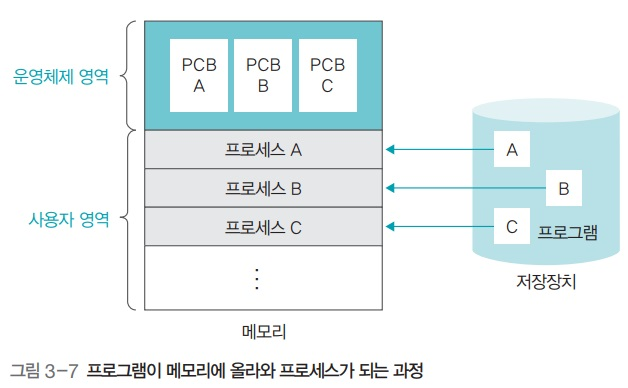 운영체제 영역
PCB
A
PCB
B
PCB
C
사용자 영역
프로세스 A
프로세스 B
프로세스 C
⋮
메모리
A
B
C
프로그램
저장장치
그림 3-7 프로그램이 메모리에 올라와 프로세스가 되는 과정